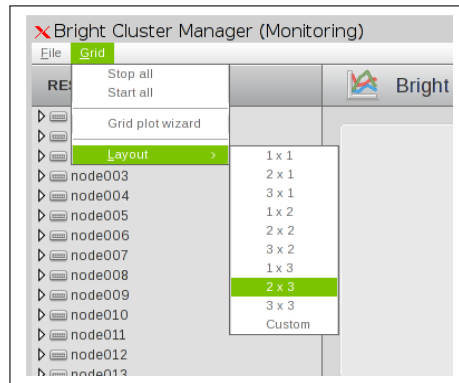 Bright Cluster Manager (Monitoring)
File Grid
RE
Bright
Stop all
Start all
Grid plot wizard
Layout >
1 x 1
2 x 1
3 x 1
1 x 2
2 x 2
3 x 2
1 x 3
2 x 3
3 x 3
Custom
node003
node004
node005
node006
node007
node008
node009
node010
node011
node012
node013